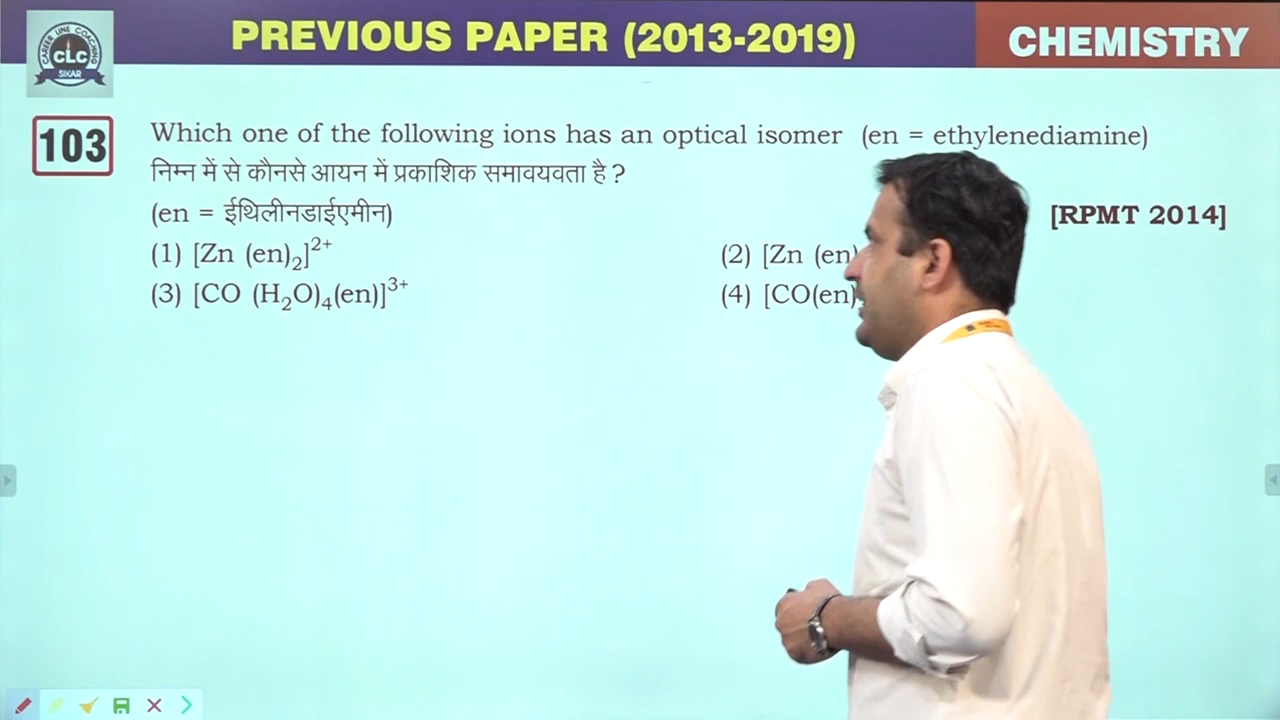 PREVIOUS PAPER (2013-2019)
CHEMISTRY
CAREER LINE COACHING
CLC
SIKAR
103
Which one of the following ions has an optical isomer (en = ethylenediamine)
निम्न में से कौनसे आयन में प्रकाशिक समावयवता है ?
(en = ईथिलीनडाईएमीन)
[RPMT 2014]
(1) [Zn (en)₂]²⁺
(2) [Zn (en)
(3) [CO (H₂O)₄(en)]³⁺
(4) [CO(en)